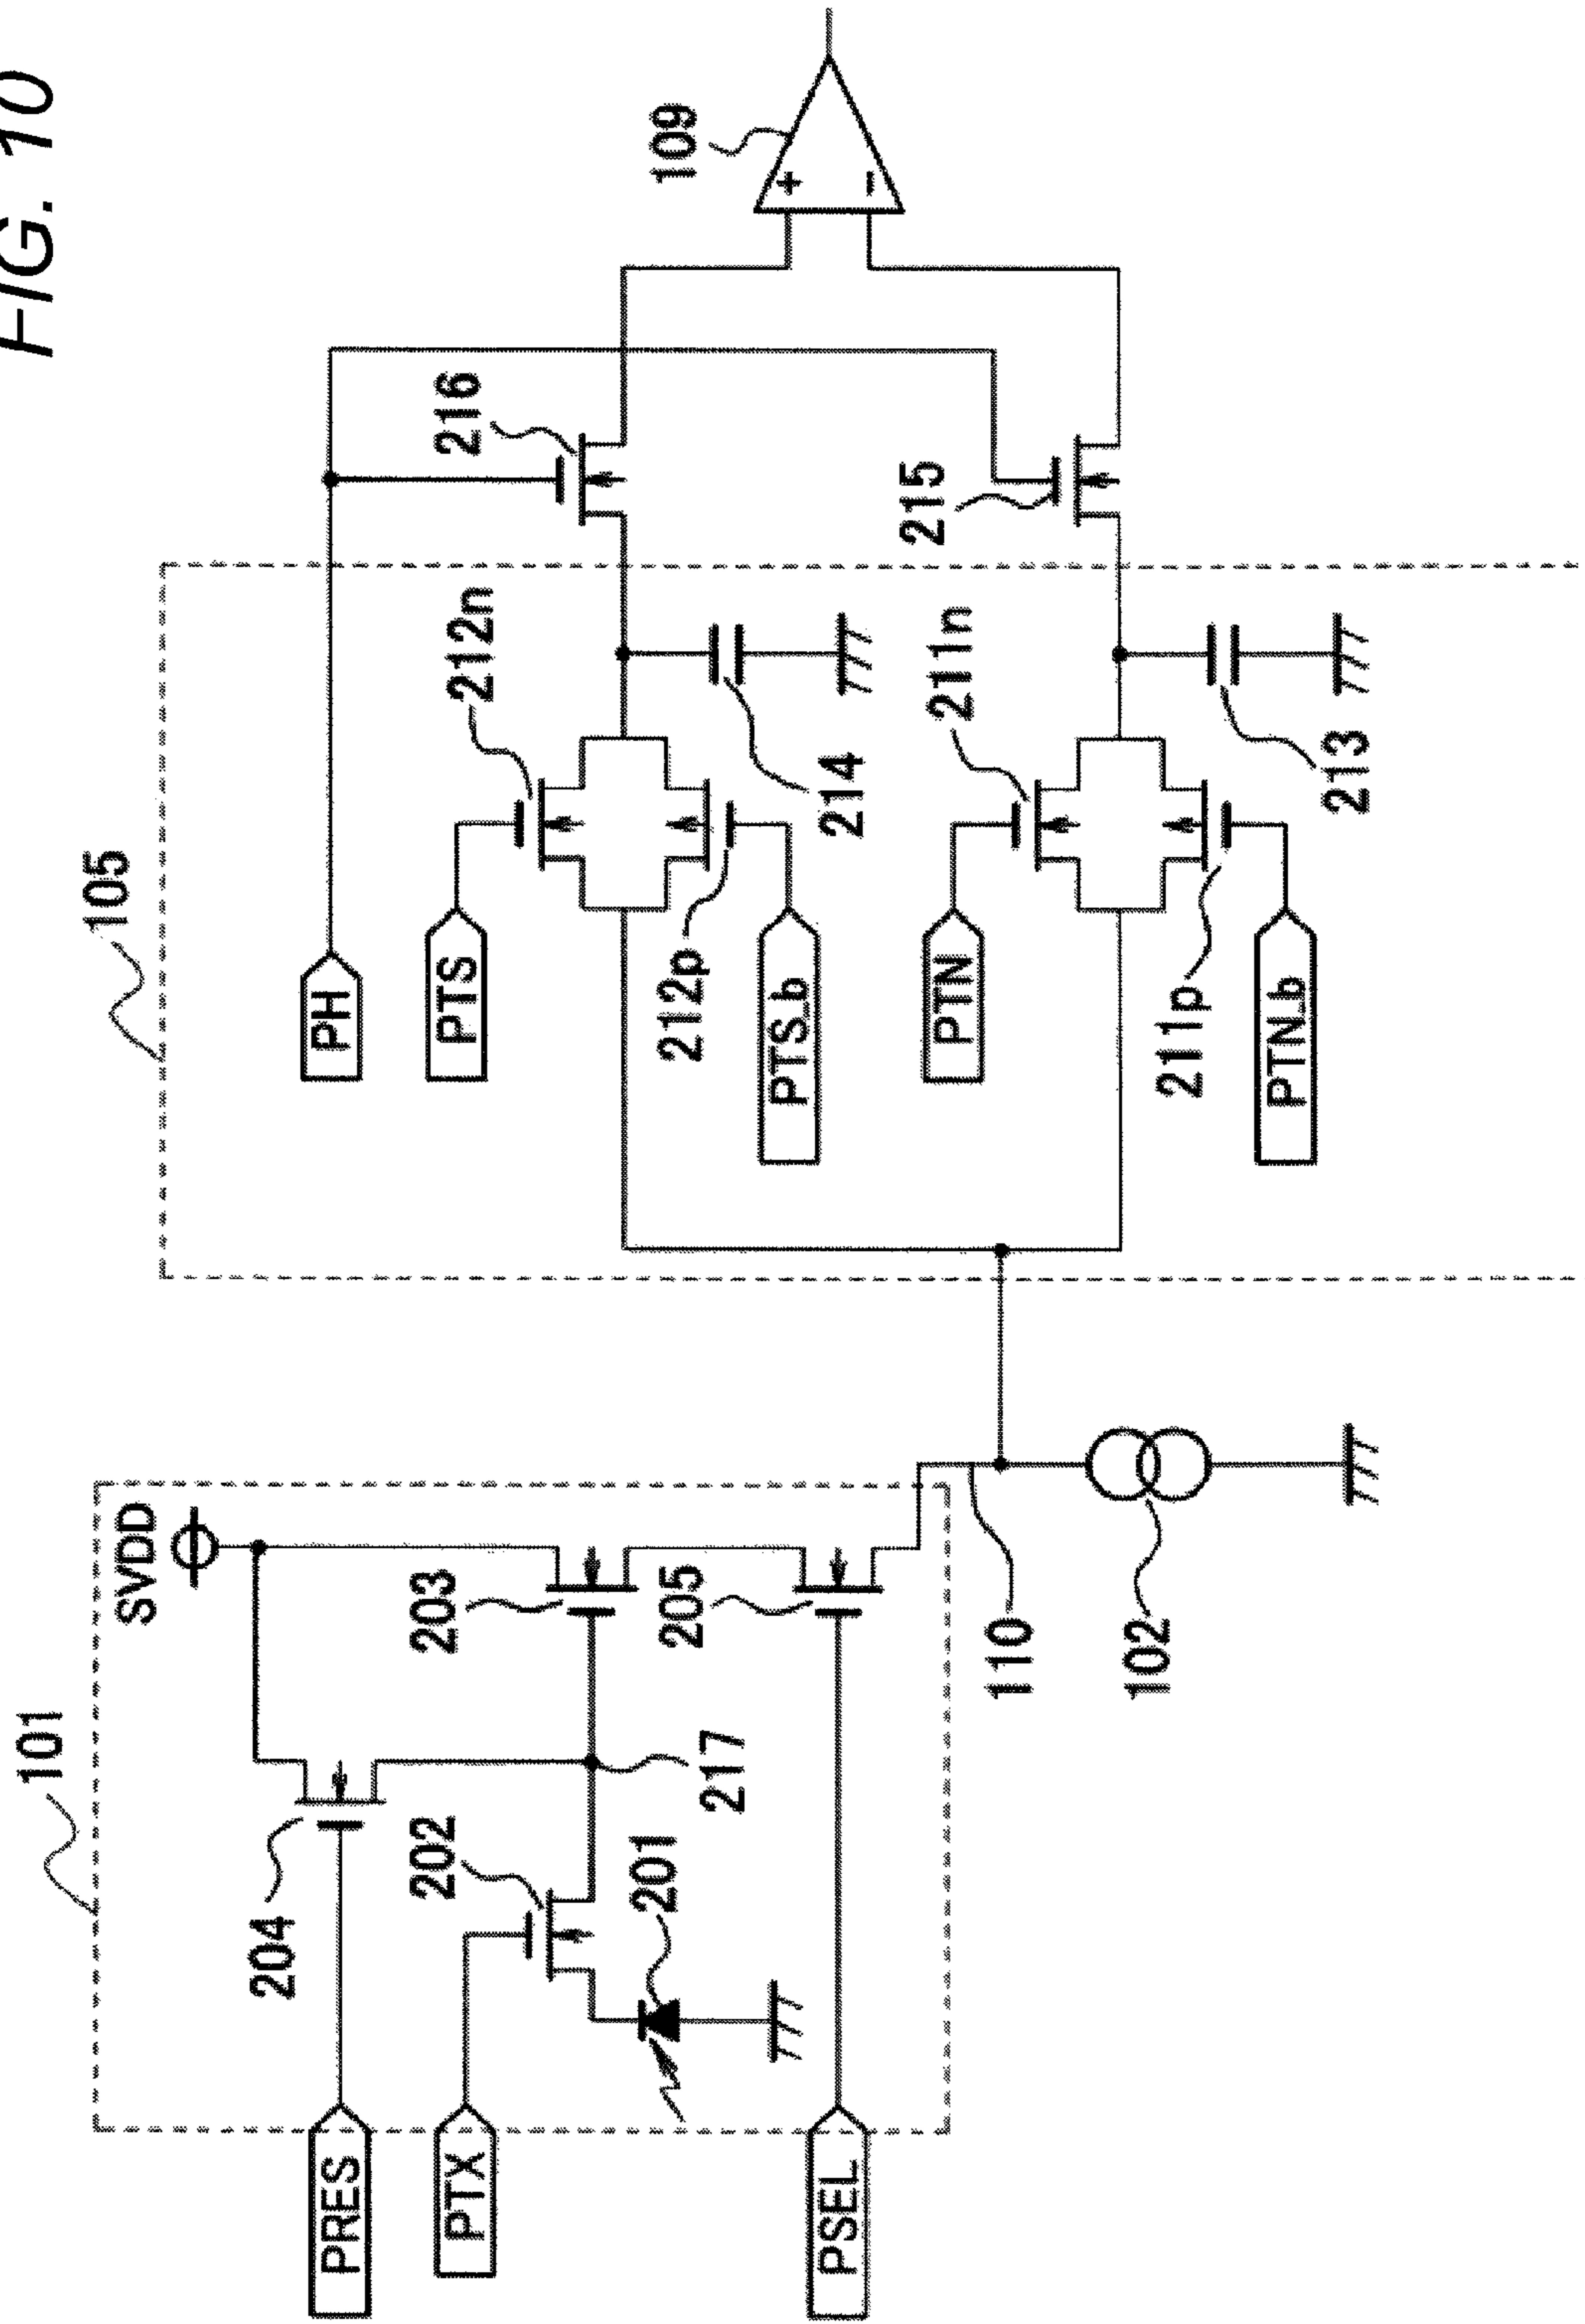 FIG. 10
101
105
SVDD
PRES
204
PTX
202
201
203
217
PSEL
205
110
102
PH
PTS
212n
216
212p
PTS_b
214
109
+
-
PTN
211n
215
211p
PTN_b
213